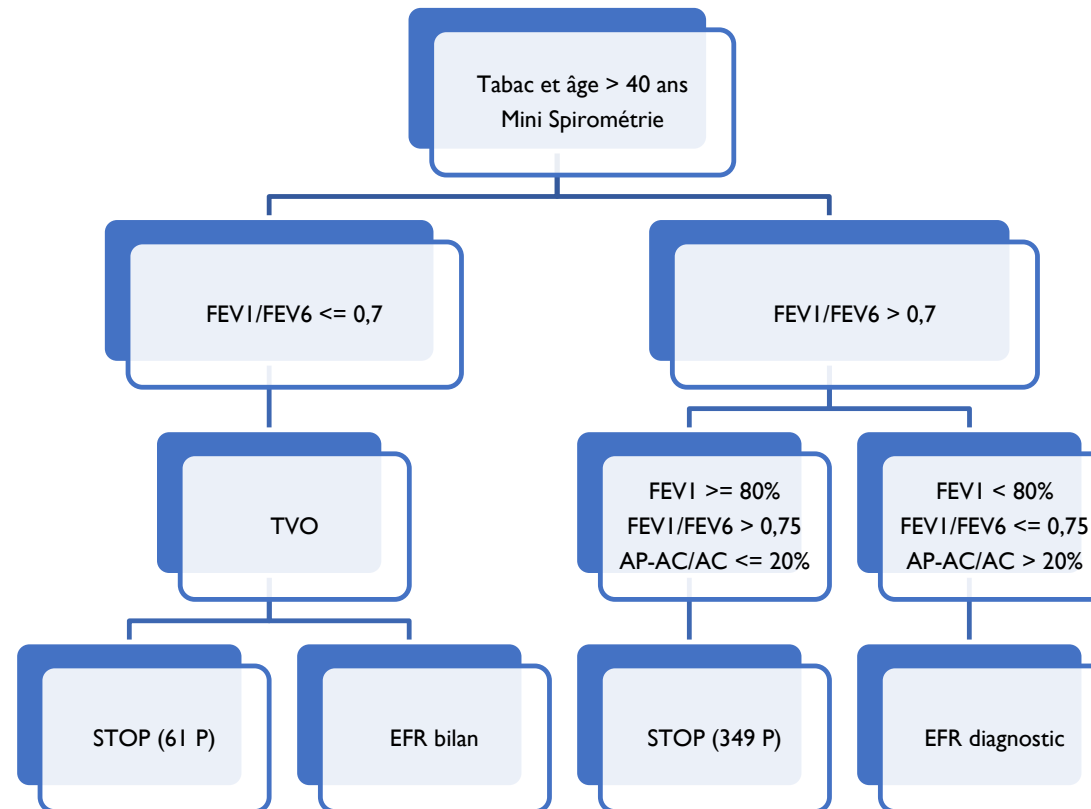 Tabac et âge > 40 ans
Mini Spirométrie
FEV1/FEV6 <= 0,7
FEV1/FEV6 > 0,7
TVO
FEV1 >= 80%
FEV1/FEV6 > 0,75
AP-AC/AC <= 20%
FEV1 < 80%
FEV1/FEV6 <= 0,75
AP-AC/AC > 20%
STOP (61 P)
EFR bilan
STOP (349 P)
EFR diagnostic